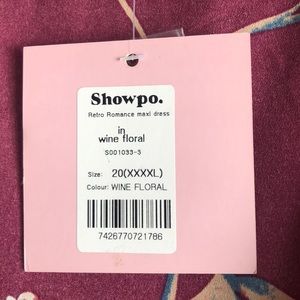 Showpo.
Retro Romance maxi dress
in
wine floral
S001033-3
Size: 20(XXXXL)
Colour: WINE FLORAL
7426770721786